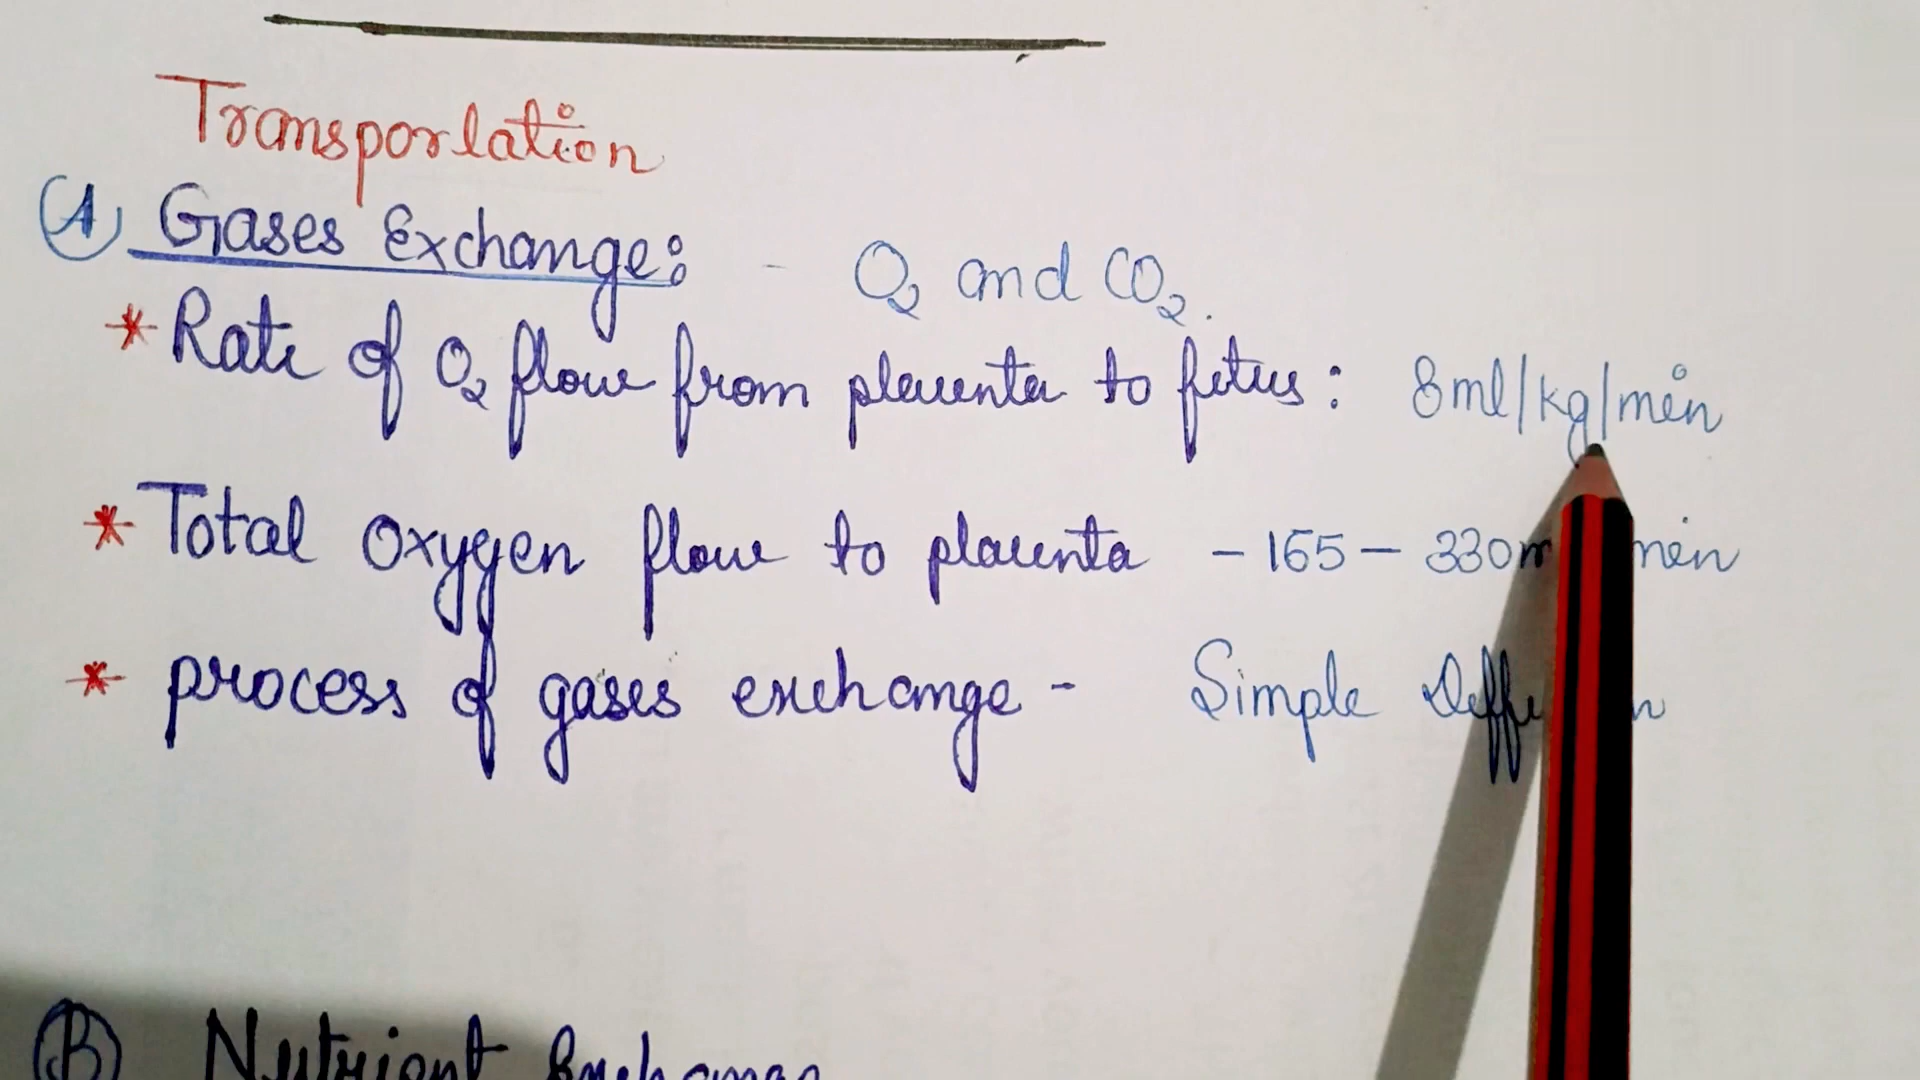 Transportation
A Gases Exchange: - O2 and CO2.
* Rate of O2 flow from placenta to fetus : 8ml/kg/min
* Total oxygen flow to placenta - 165 - 330m min
* process of gases exchange - Simple
B Nutrient Exchange